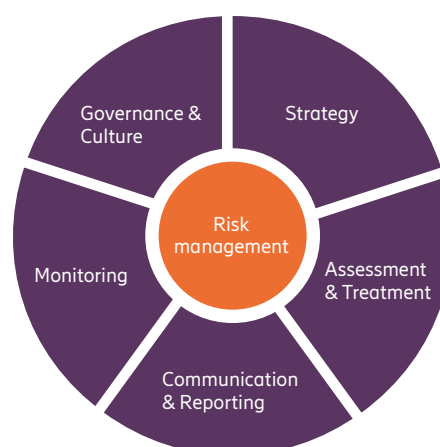 Governance &
Culture
Strategy
Risk
management
Monitoring
Assessment
& Treatment
Communication
& Reporting